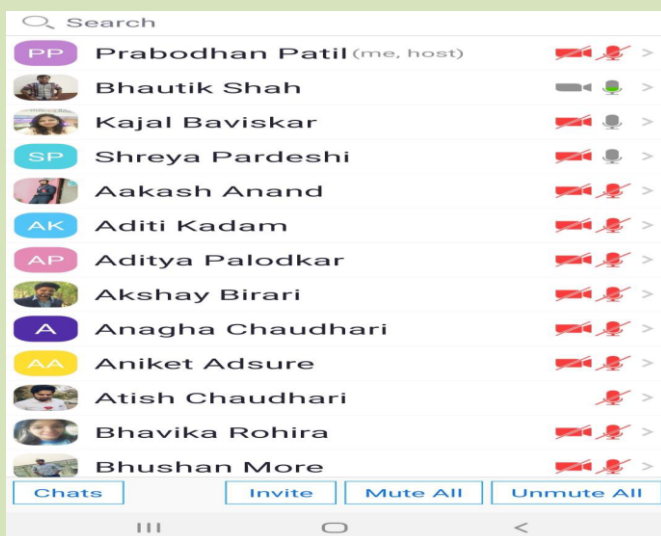 Search
PP Prabodhan Patil (me, host)
Bhautik Shah
Kajal Baviskar
SP Shreya Pardeshi
Aakash Anand
AK Aditi Kadam
AP Aditya Palodkar
Akshay Birari
A Anagha Chaudhari
AA Aniket Adsure
Atish Chaudhari
Bhavika Rohira
Bhushan More
Chats Invite Mute All Unmute All